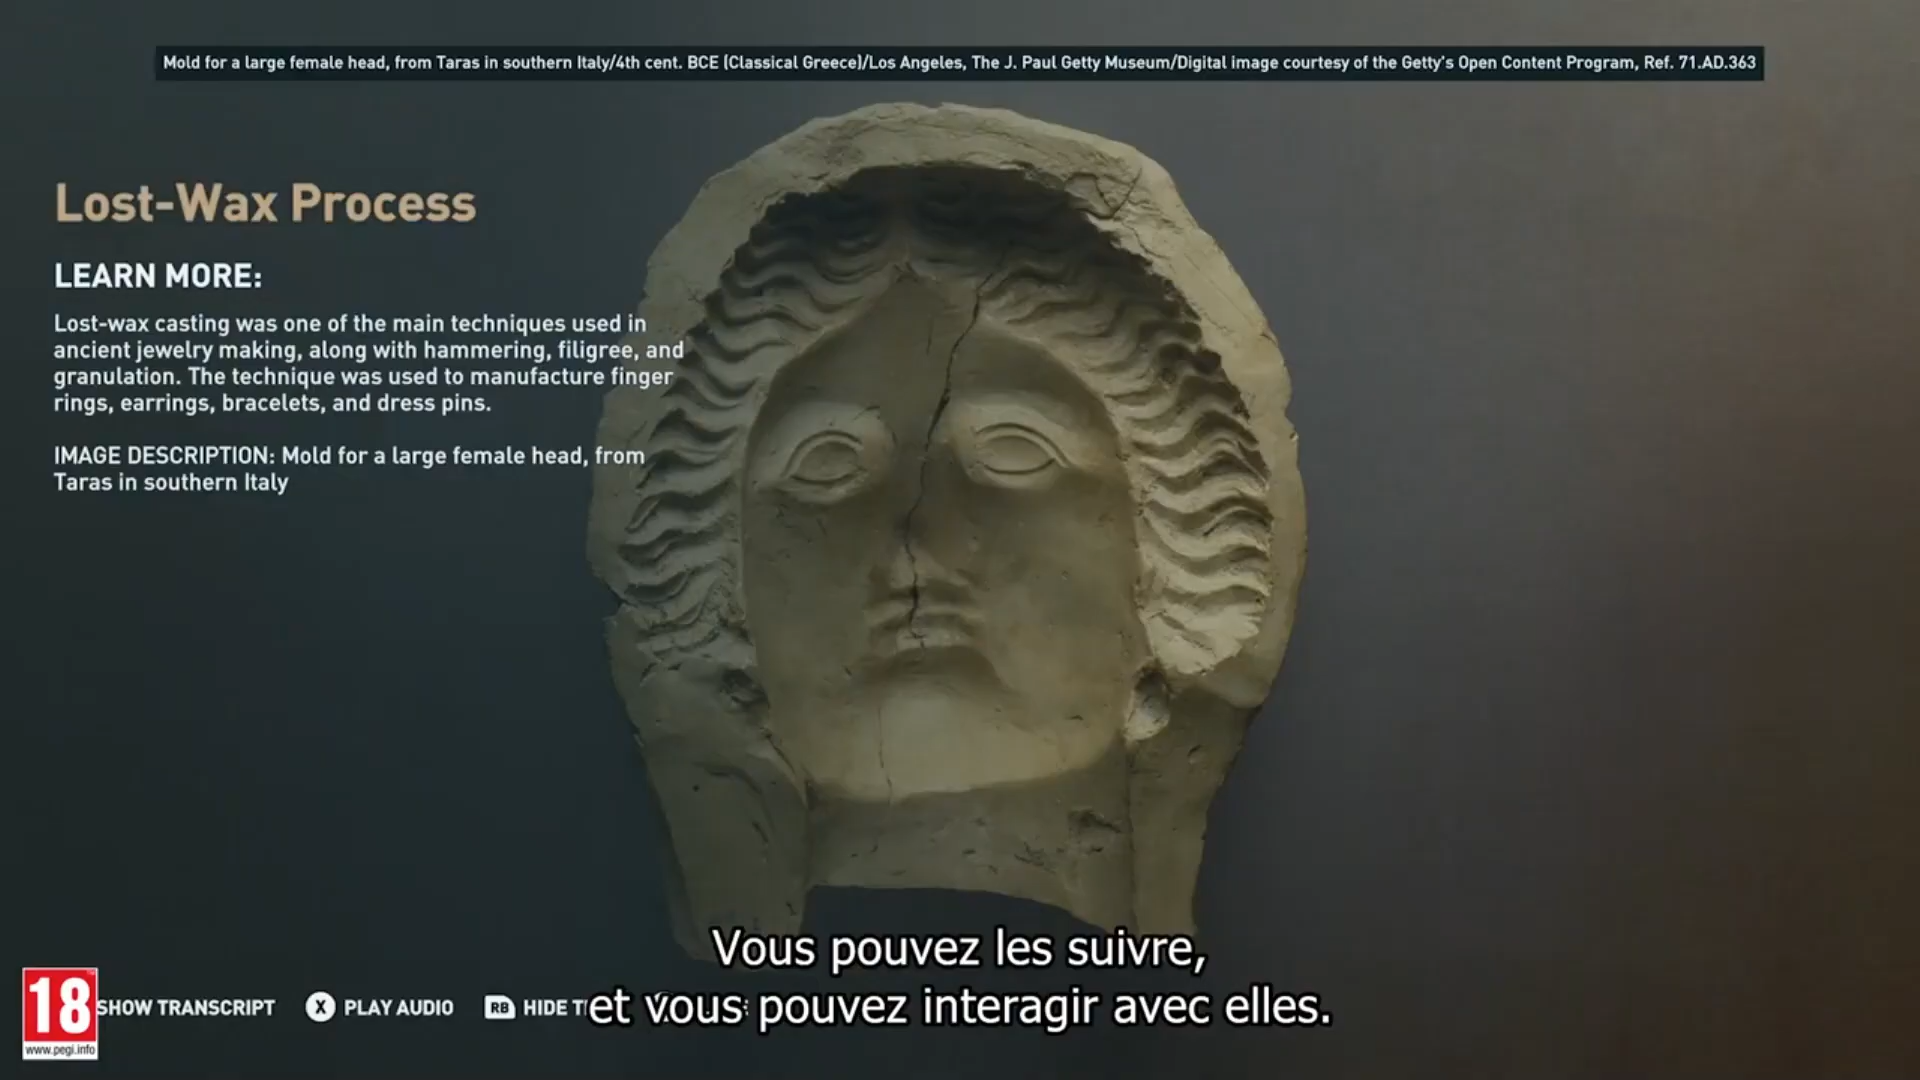 Mold for a large female head, from Taras in southern Italy/4th cent. BCE (Classical Greece)/Los Angeles, The J. Paul Getty Museum/Digital image courtesy of the Getty's Open Content Program, Ref. 71.AD.363
Lost-Wax Process
LEARN MORE:
Lost-wax casting was one of the main techniques used in
ancient jewelry making, along with hammering, filigree, and
granulation. The technique was used to manufacture finger
rings, earrings, bracelets, and dress pins.
IMAGE DESCRIPTION: Mold for a large female head, from
Taras in southern Italy
Vous pouvez les suivre,
et vous pouvez interagir avec elles.
18
www.pegi.info
SHOW TRANSCRIPT X PLAY AUDIO RB HIDE